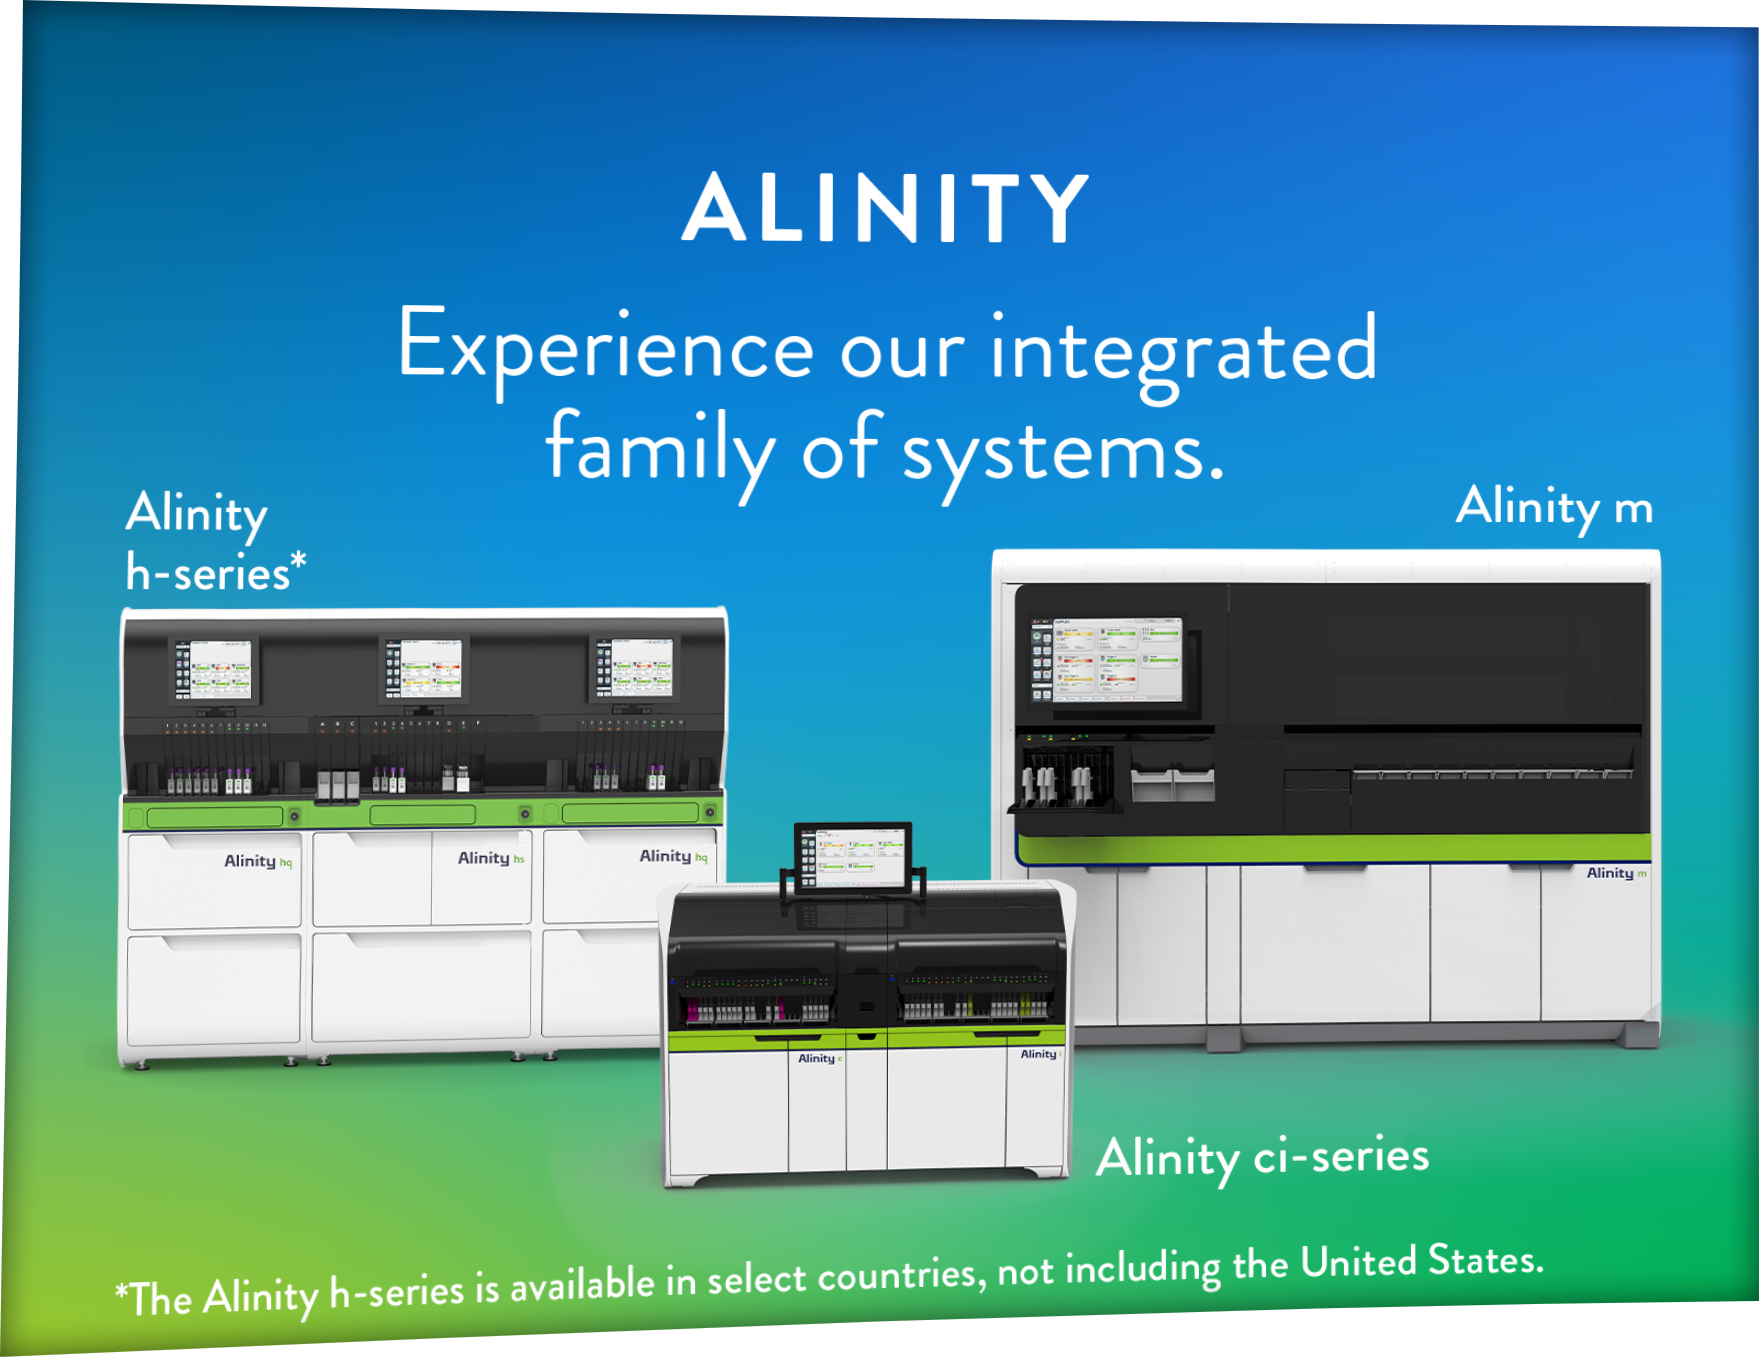 ALINITY
Experience our integrated
family of systems.
Alinity
h-series*
Alinity m
Alinity hq
Alinity hs
Alinity hq
Alinity m
Alinity c
Alinity i
Alinity ci-series
*The Alinity h-series is available in select countries, not including the United States.